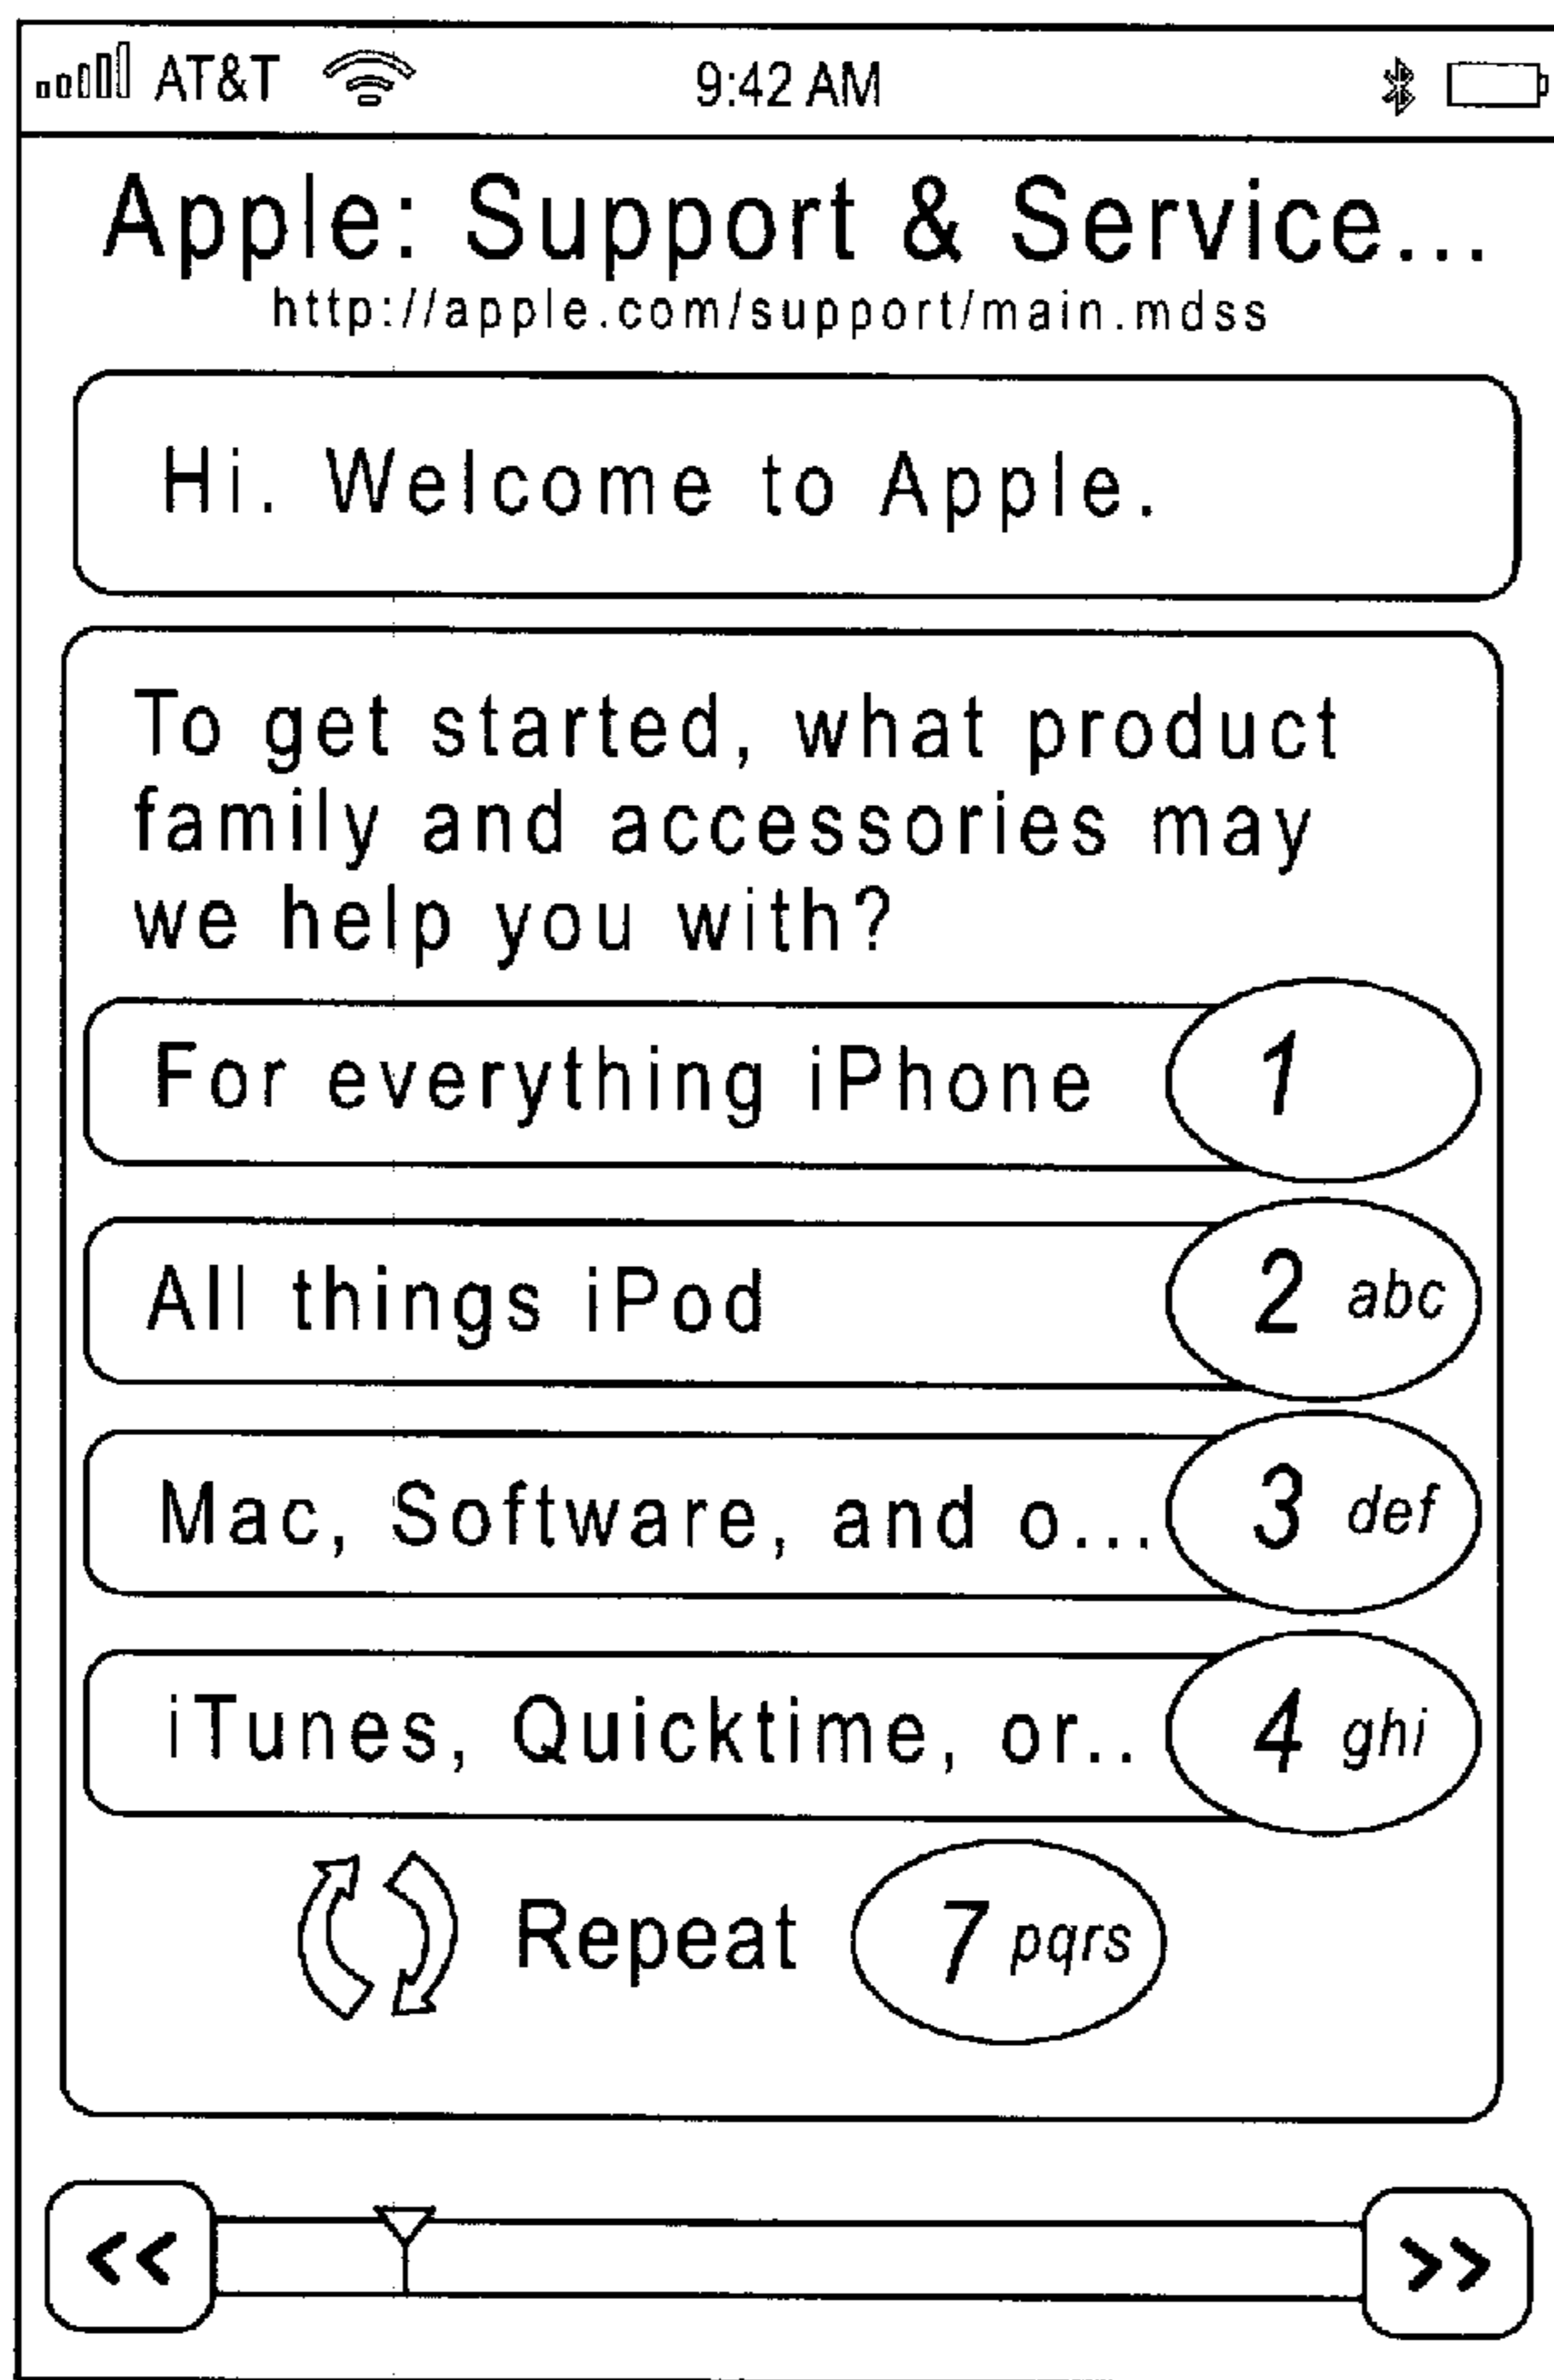 AT&T 9:42 AM
Apple: Support & Service...
http://apple.com/support/main.mdss
Hi. Welcome to Apple.
To get started, what product
family and accessories may
we help you with?
For everything iPhone 1
All things iPod 2 abc
Mac, Software, and o... 3 def
iTunes, Quicktime, or.. 4 ghi
Repeat 7 pqrs
<< >>